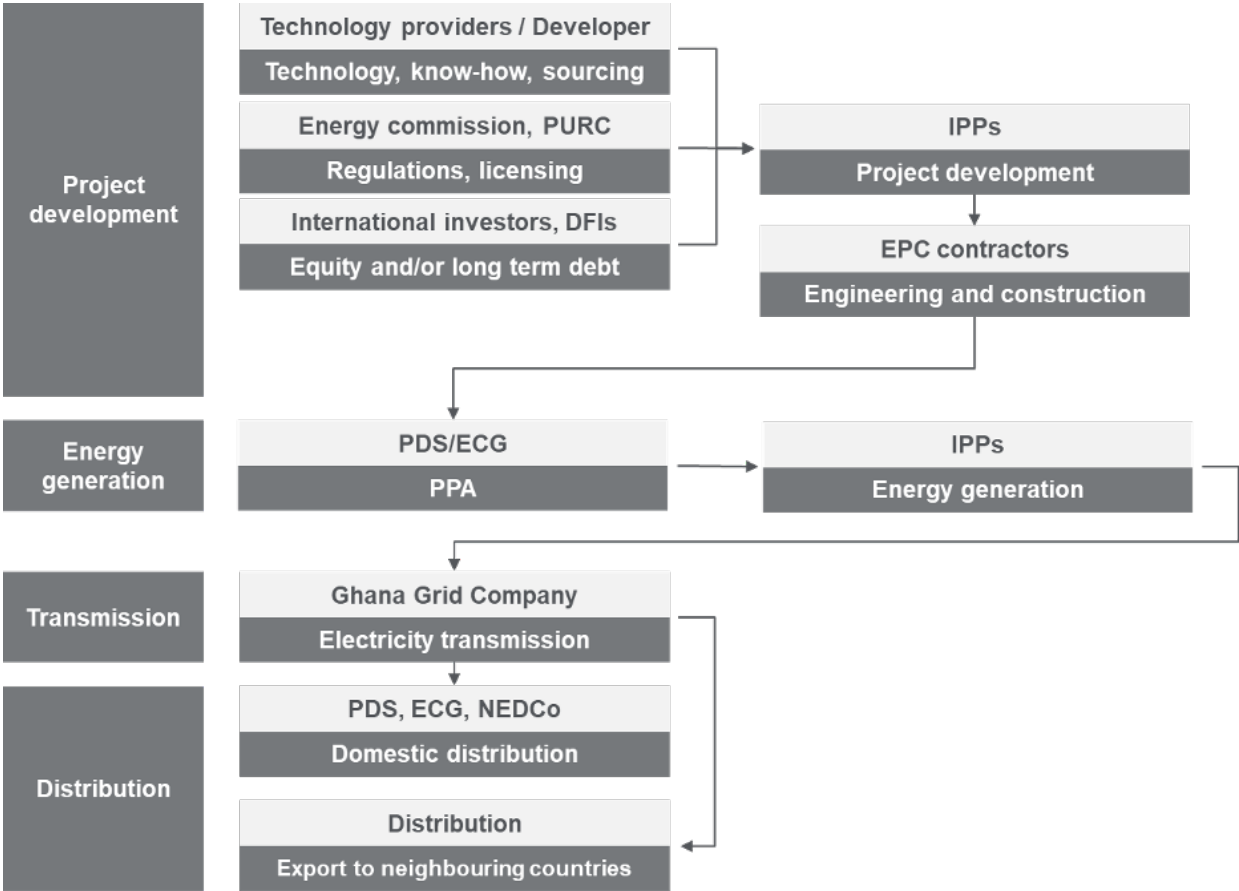 Project
development
Technology providers / Developer
Technology, know-how, sourcing
Energy commission, PURC
Regulations, licensing
International investors, DFIs
Equity and/or long term debt
IPPs
Project development
EPC contractors
Engineering and construction
Energy
generation
PDS/ECG
PPA
IPPs
Energy generation
Transmission
Ghana Grid Company
Electricity transmission
Distribution
PDS, ECG, NEDCo
Domestic distribution
Distribution
Export to neighbouring countries